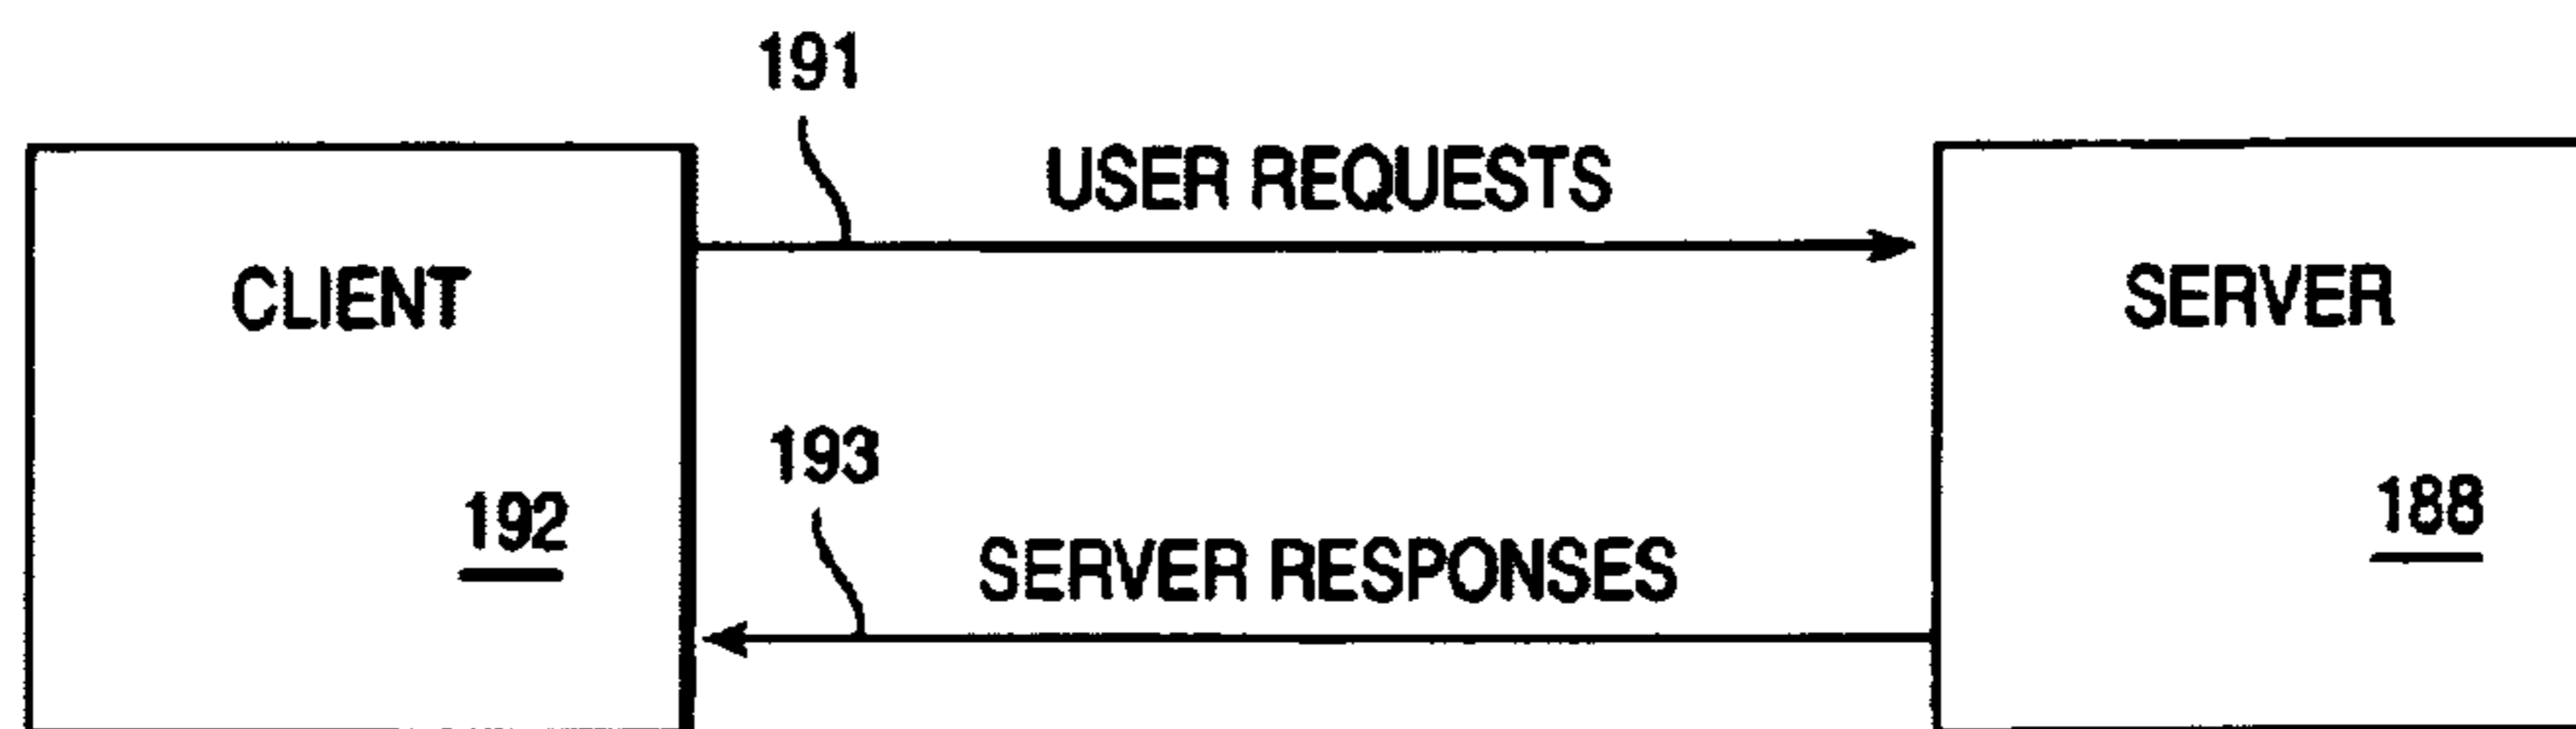 191
USER REQUESTS
CLIENT
SERVER
193
192
188
SERVER RESPONSES